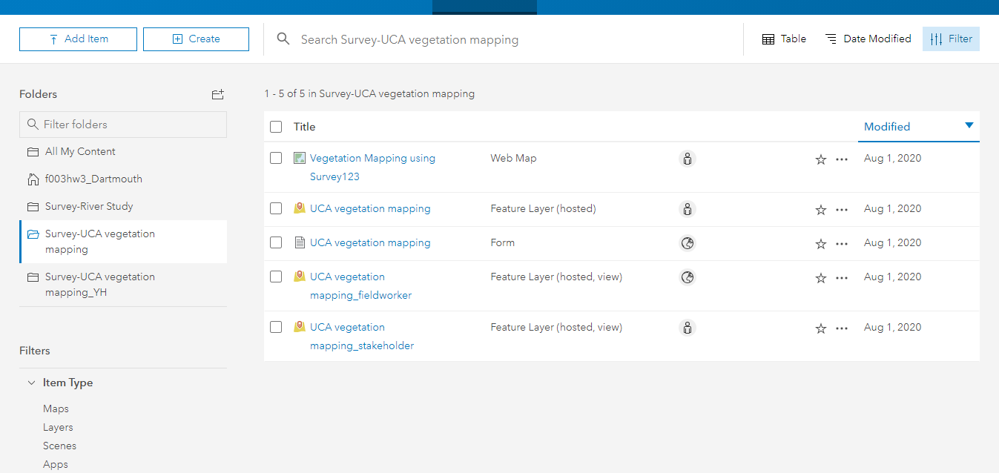 Add Item
Create
Search Survey-UCA vegetation mapping
Table
Date Modified
Filter
Folders
Filter folders
All My Content
f003hw3_Dartmouth
Survey-River Study
Survey-UCA vegetation
mapping
Survey-UCA vegetation
mapping_YH
Filters
Item Type
Maps
Layers
Scenes
Apps
1 - 5 of 5 in Survey-UCA vegetation mapping
Title Modified
Vegetation Mapping using Web Map Aug 1, 2020
Survey123
UCA vegetation mapping Feature Layer (hosted) Aug 1, 2020
UCA vegetation mapping Form Aug 1, 2020
UCA vegetation Feature Layer (hosted, view) Aug 1, 2020
mapping_fieldworker
UCA vegetation Feature Layer (hosted, view) Aug 1, 2020
mapping_stakeholder